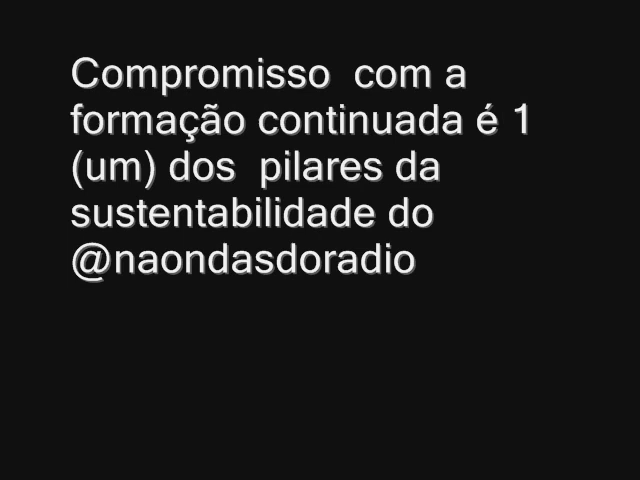 Compromisso  com a
formação continuada é 1
(um) dos  pilares da
sustentabilidade do
@naondasdoradio